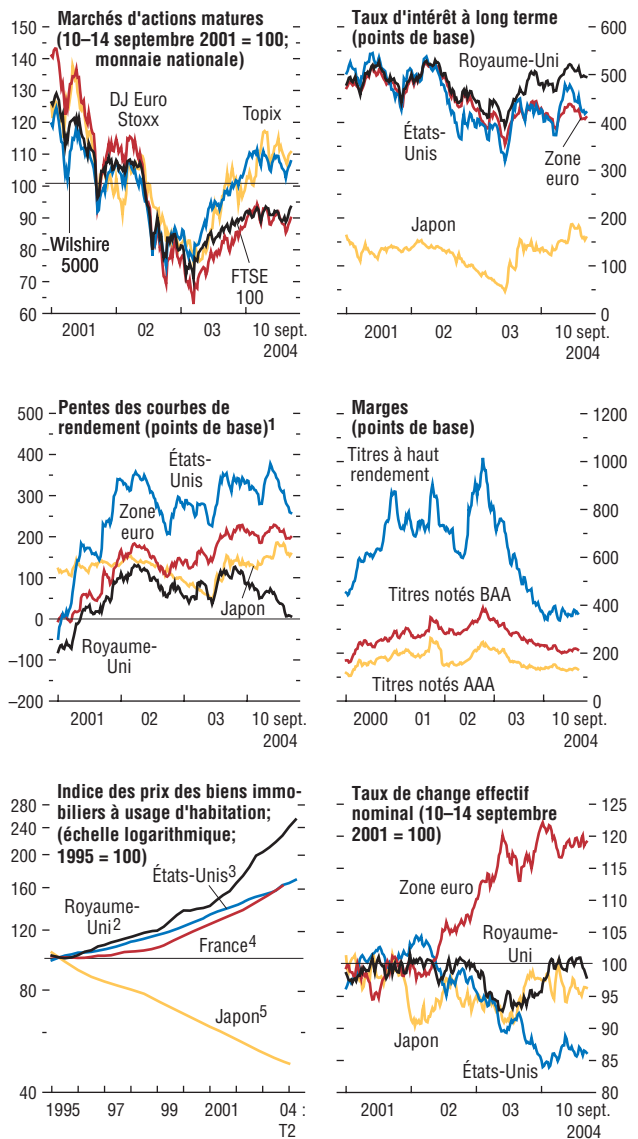 Marchés d'actions matures
(10–14 septembre 2001 = 100;
monnaie nationale)
150
140
130
120
110
100
90
80
70
60
DJ Euro
Stoxx
Topix
Wilshire
5000
FTSE
100
2001 02 03 10 sept.
2004
Taux d'intérêt à long terme
(points de base)
600
500
400
300
200
100
0
Royaume-Uni
États-
Unis
Zone
euro
Japon
2001 02 03 10 sept.
2004
Pentes des courbes de
rendement (points de base)1
500
400
300
200
100
0
–100
–200
États-
Unis
Zone
euro
Japon
Royaume-
Uni
2001 02 03 10 sept.
2004
Marges
(points de base)
1200
1000
800
600
400
200
0
Titres à haut
rendement
Titres notés BAA
Titres notés AAA
2000 01 02 03 10 sept.
2004
Indice des prix des biens immo-
biliers à usage d'habitation;
(échelle logarithmique;
1995 = 100)
280
240
200
160
120
80
40
États-Unis3
Royaume-
Uni2
France4
Japon5
1995 97 99 2001 04 :
T2
Taux de change effectif
nominal (10–14 septembre
2001 = 100)
125
120
115
110
105
100
95
90
85
80
Zone euro
Royaume-
Uni
Japon
États-Unis
2001 02 03 10 sept.
2004